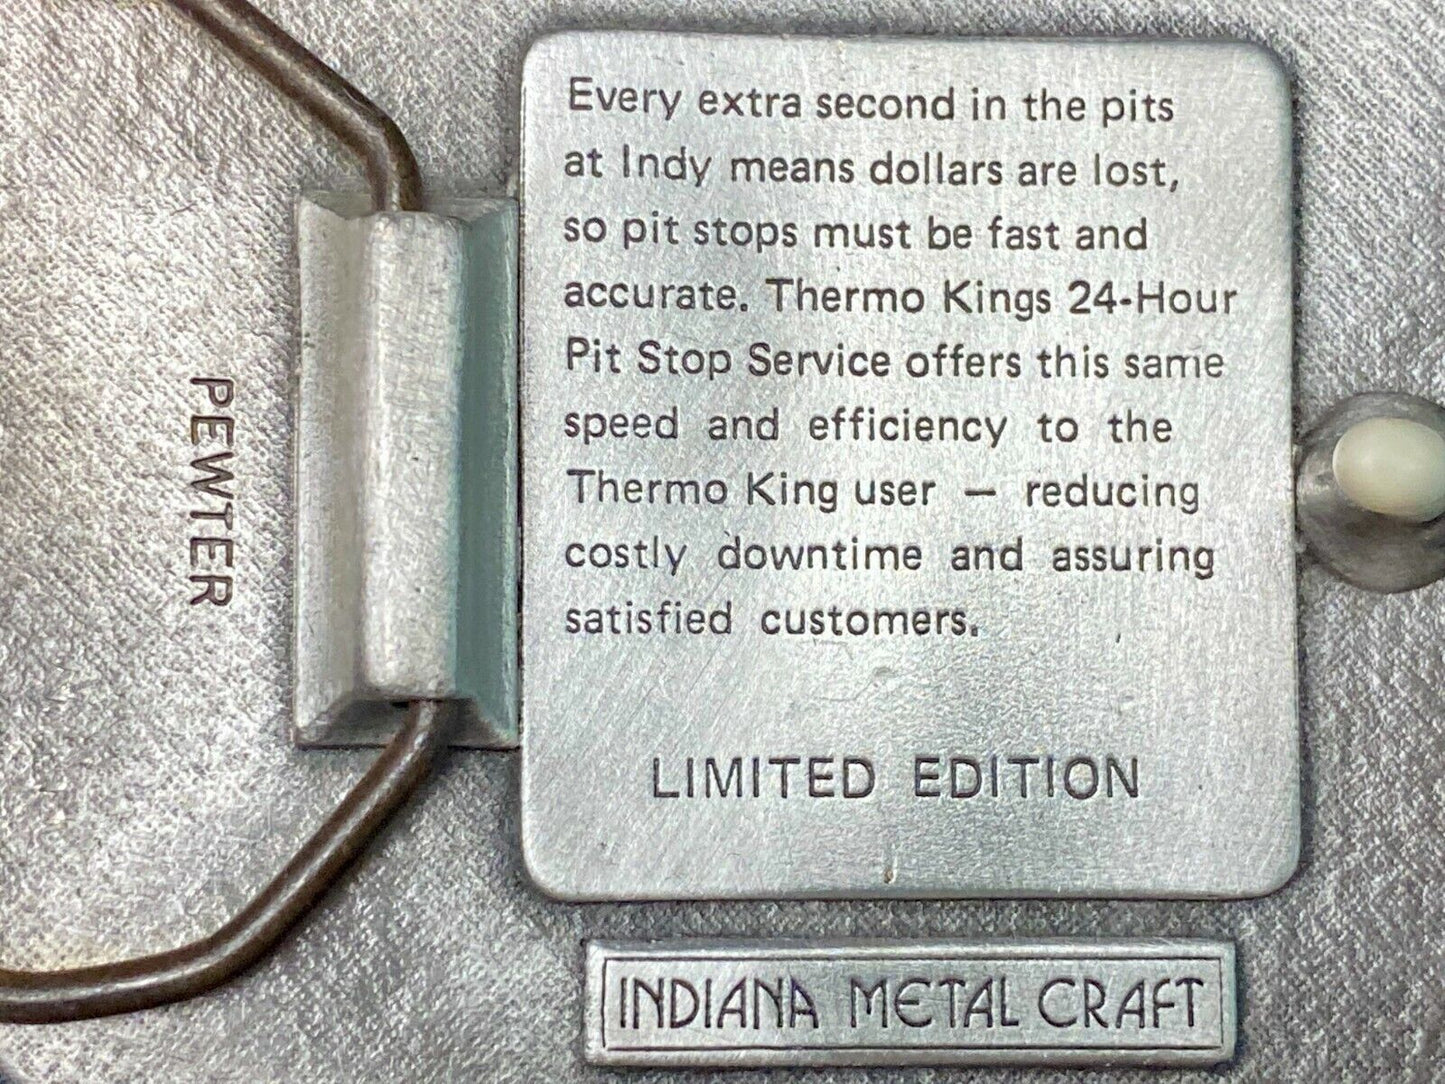 Every extra second in the pits
at Indy means dollars are lost,
so pit stops must be fast and
accurate. Thermo Kings 24-Hour
Pit Stop Service offers this same
speed and efficiency to the
Thermo King user — reducing
costly downtime and assuring
satisfied customers.
LIMITED EDITION
PEWTER
INDIANA METAL CRAFT